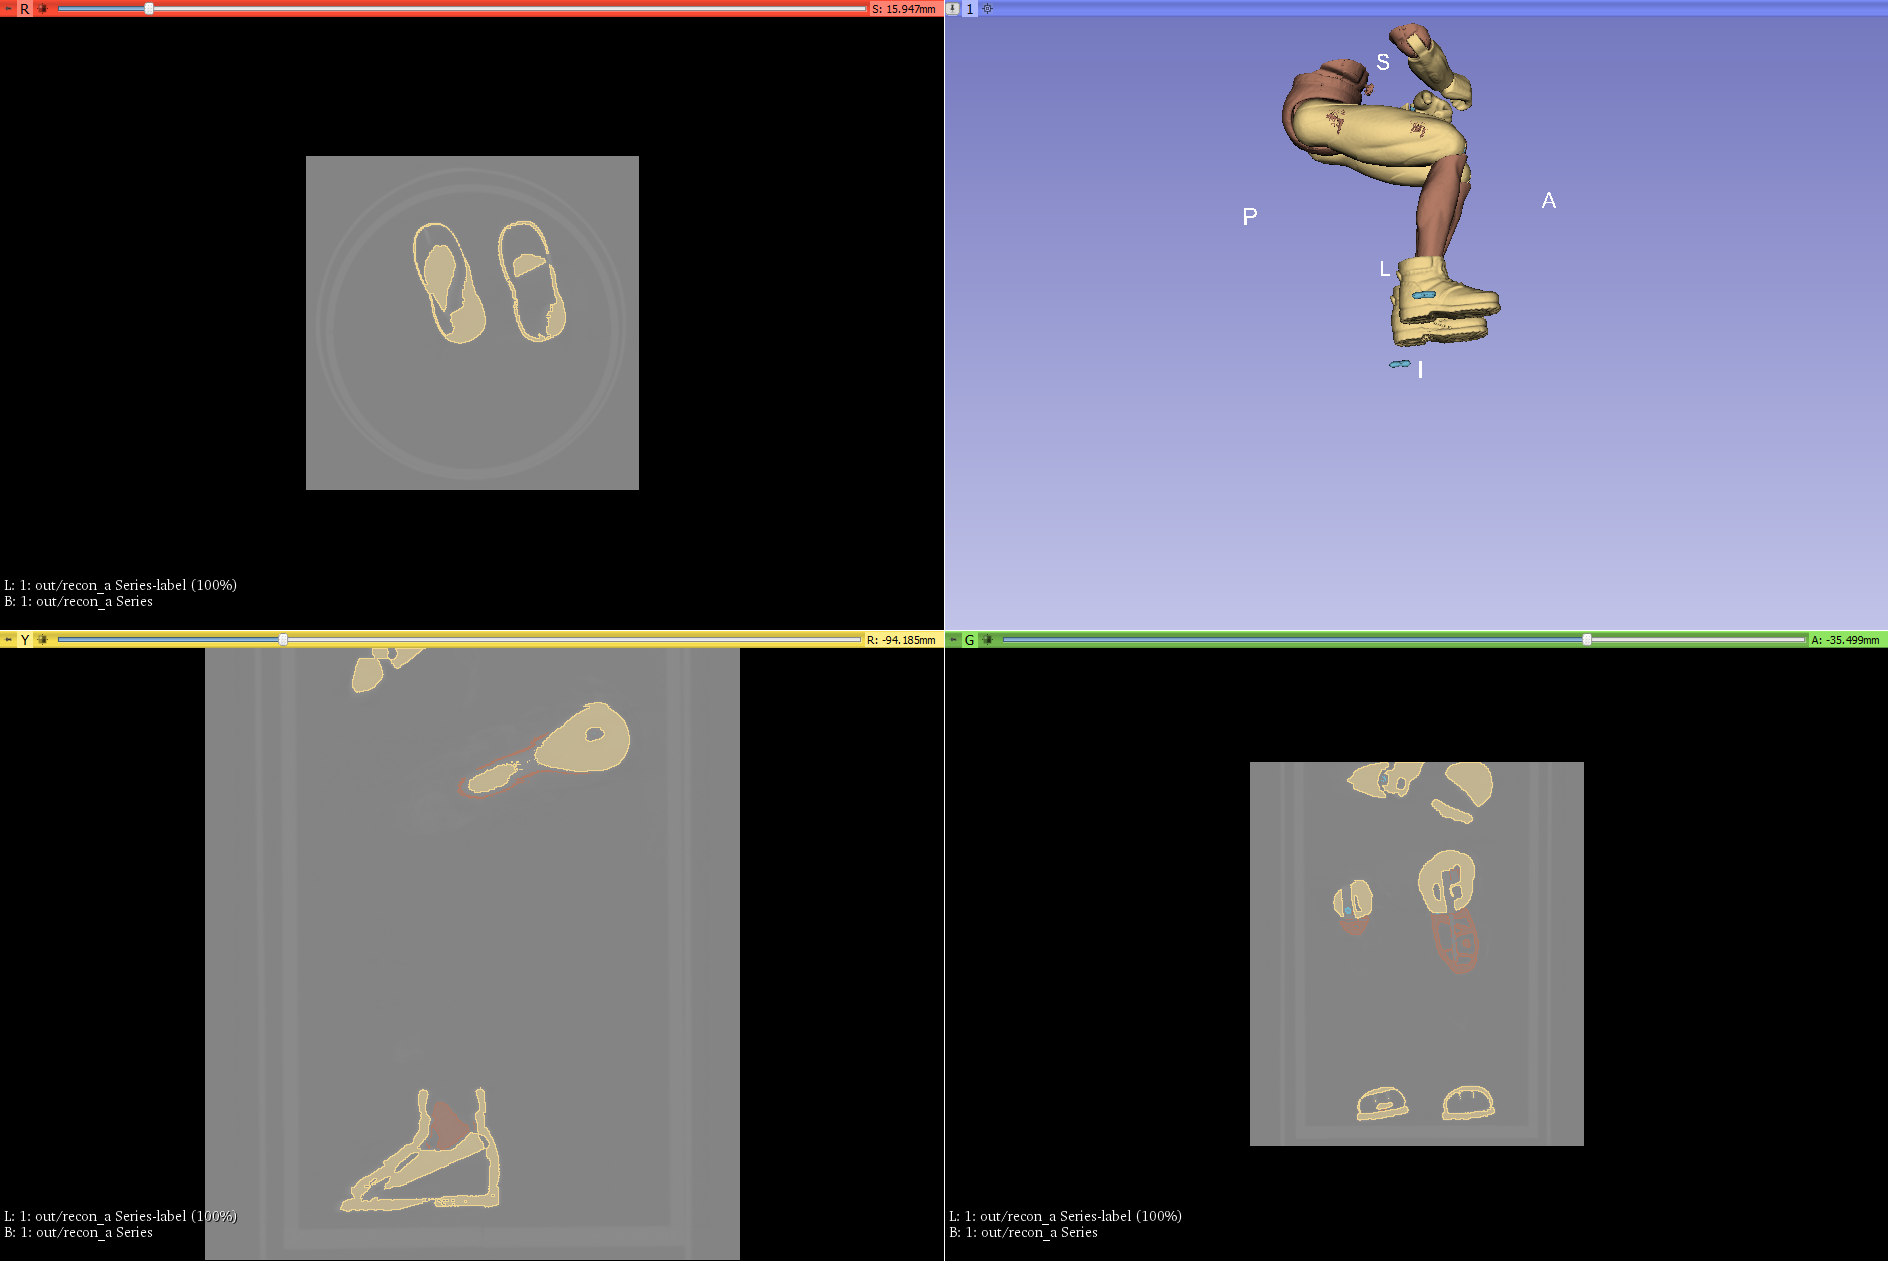 R
S: 15.947mm
L: 1: out/recon_a Series-label (100%)
B: 1: out/recon_a Series
1
S
P
A
L
I
Y
R: -94.185mm
L: 1: out/recon_a Series-label (100%)
B: 1: out/recon_a Series
G
A: -35.499mm
L: 1: out/recon_a Series-label (100%)
B: 1: out/recon_a Series